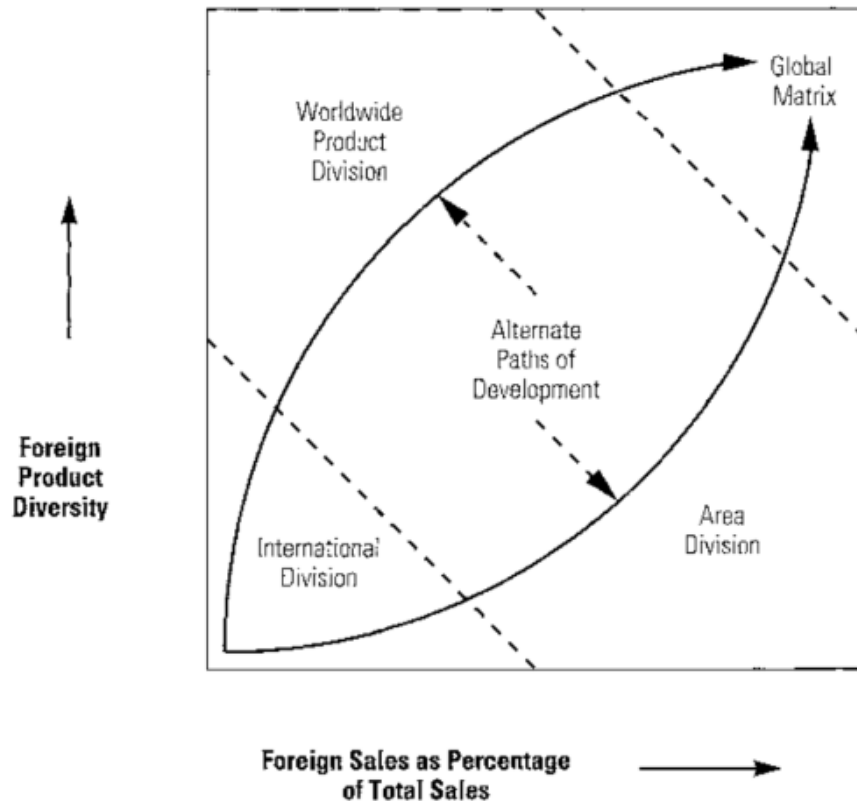 Global
Matrix
Worldwide
Product
Division
Alternate
Paths of
Development
Foreign
Product
Diversity
International
Division
Area
Division
Foreign Sales as Percentage
of Total Sales